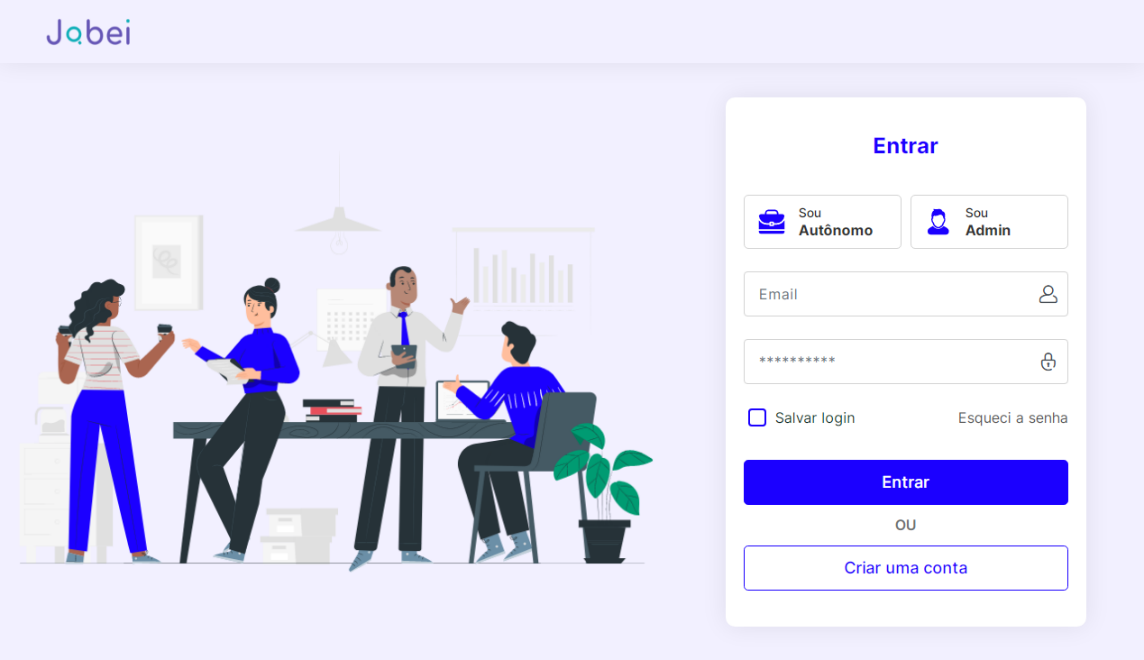 Jobei
Entrar
Sou
Autônomo
Sou
Admin
Email
**********
Salvar login
Esqueci a senha
Entrar
OU
Criar uma conta